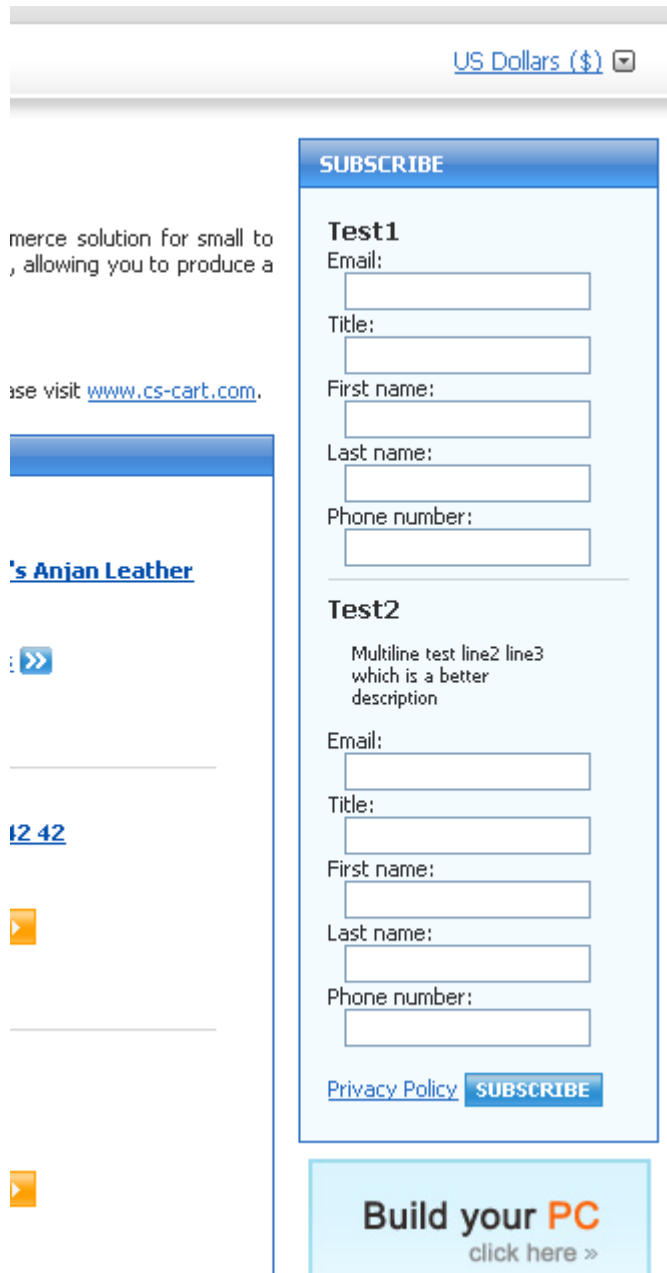 US Dollars ($)
SUBSCRIBE
merce solution for small to
, allowing you to produce a
ase visit www.cs-cart.com.
's Anjan Leather
42 42
Test1
Email:
Title:
First name:
Last name:
Phone number:
Test2
Multiline test line2 line3
which is a better
description
Email:
Title:
First name:
Last name:
Phone number:
Privacy Policy SUBSCRIBE
Build your PC
click here »